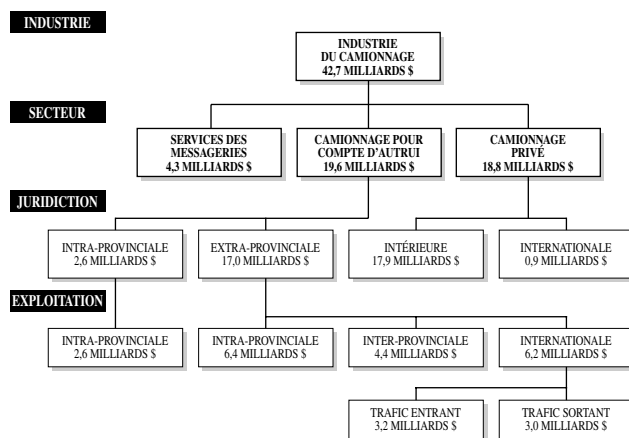 INDUSTRIE
INDUSTRIE
DU CAMIONNAGE
42,7 MILLIARDS $
SECTEUR
SERVICES DES
MESSAGERIES
4,3 MILLIARDS $
CAMIONNAGE POUR
COMPTE D'AUTRUI
19,6 MILLIARDS $
CAMIONNAGE
PRIVÉ
18,8 MILLIARDS $
JURIDICTION
INTRA-PROVINCIALE
2,6 MILLIARDS $
EXTRA-PROVINCIALE
17,0 MILLIARDS $
INTÉRIEURE
17,9 MILLIARDS $
INTERNATIONALE
0,9 MILLIARDS $
EXPLOITATION
INTRA-PROVINCIALE
2,6 MILLIARDS $
INTRA-PROVINCIALE
6,4 MILLIARDS $
INTER-PROVINCIALE
4,4 MILLIARDS $
INTERNATIONALE
6,2 MILLIARDS $
TRAFIC ENTRANT
3,2 MILLIARDS $
TRAFIC SORTANT
3,0 MILLIARDS $